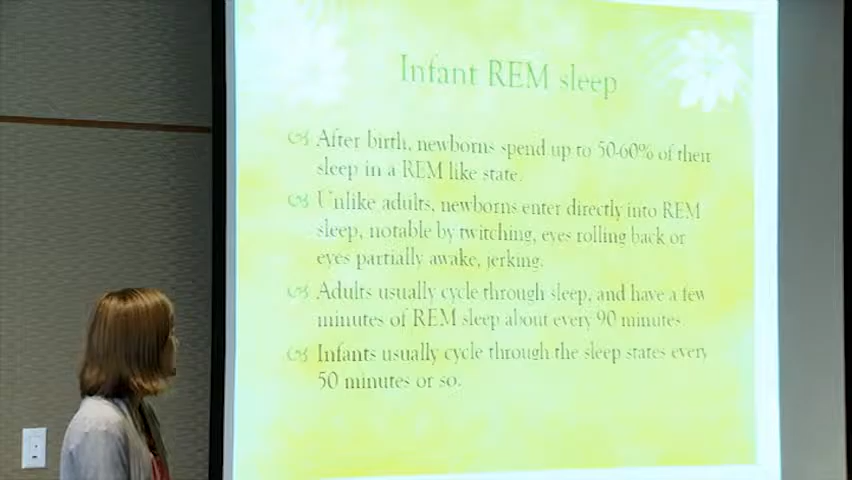 Infant REM sleep
After birth, newborns spend up to 50-60% of their
sleep in a REM like state.
Unlike adults, newborns enter directly into REM
sleep, notable by twitching, eyes rolling back or
eyes partially awake, jerking.
Adults usually cycle through sleep, and have a few
minutes of REM sleep about every 90 minutes.
Infants usually cycle through the sleep states every
50 minutes or so.